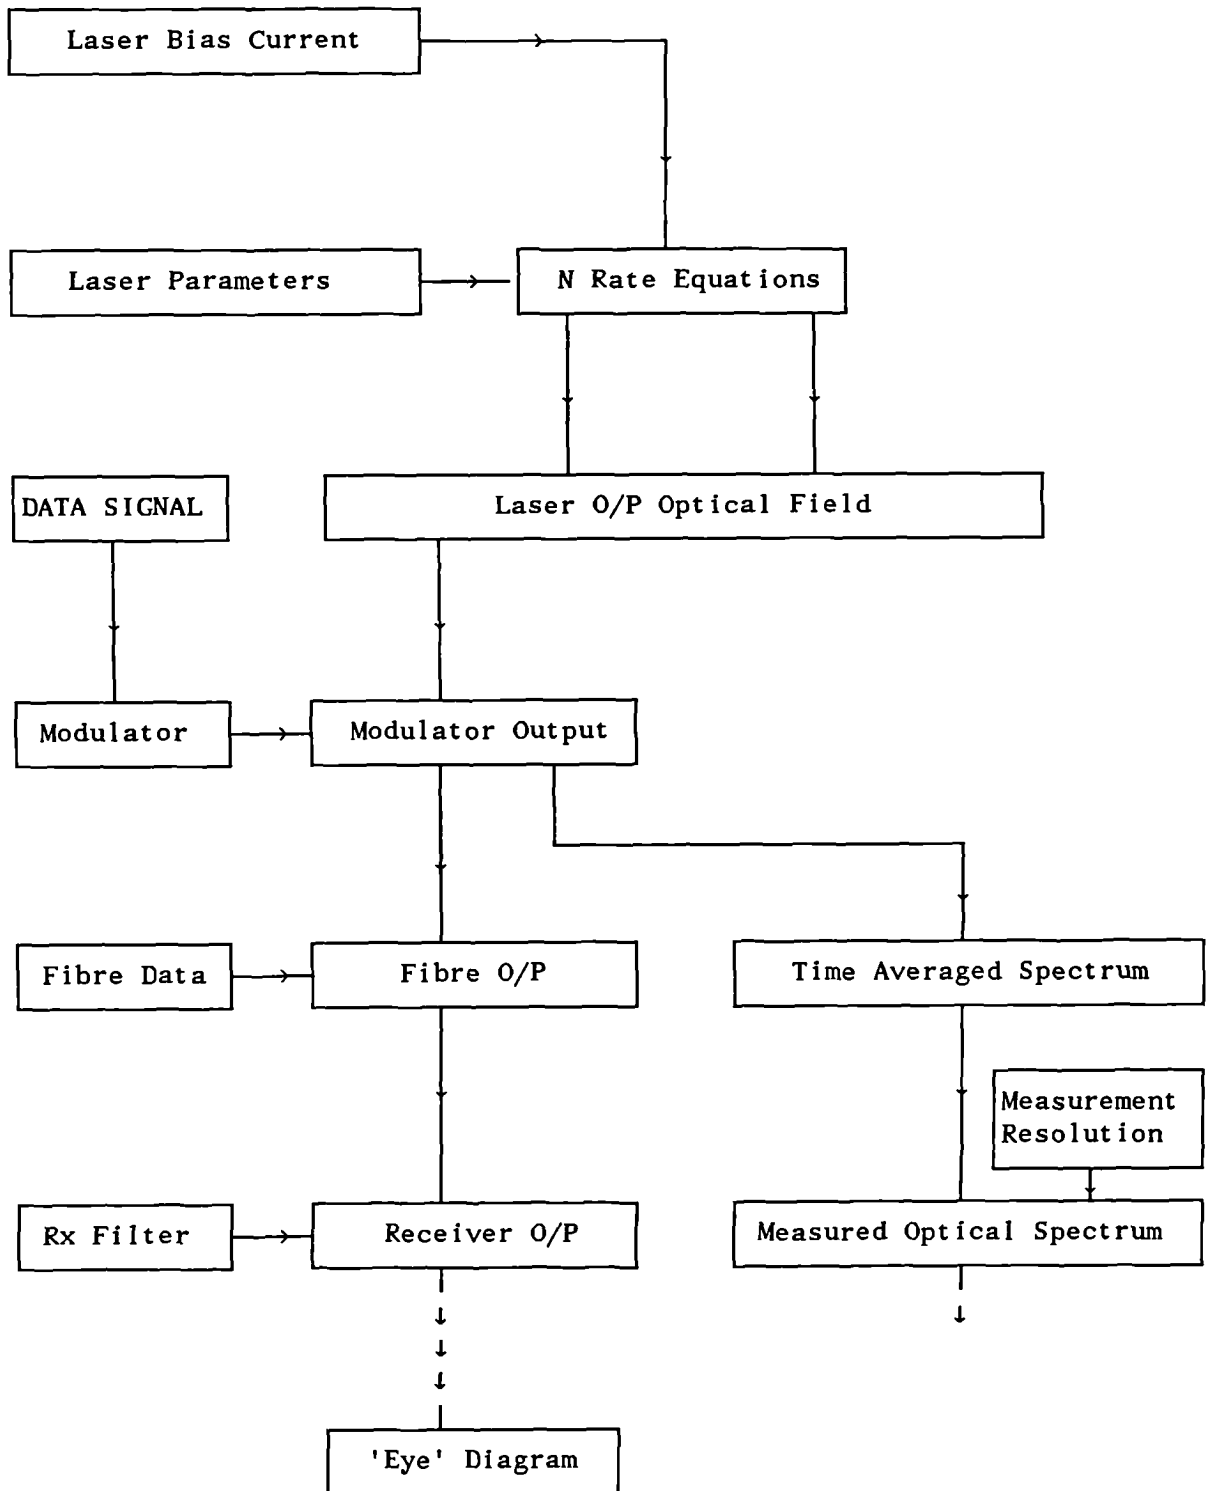 Laser Bias Current
Laser Parameters
N Rate Equations
DATA SIGNAL
Laser O/P Optical Field
Modulator
Modulator Output
Fibre Data
Fibre O/P
Time Averaged Spectrum
Measurement
Resolution
Rx Filter
Receiver O/P
Measured Optical Spectrum
'Eye' Diagram